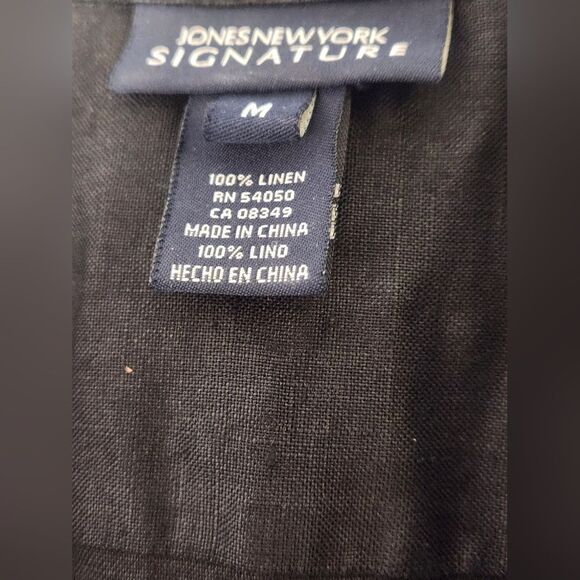 JONES NEW YORK
SIGNATURE
M
100% LINEN
RN 54050
CA 08349
MADE IN CHINA
100% LINO
HECHO EN CHINA